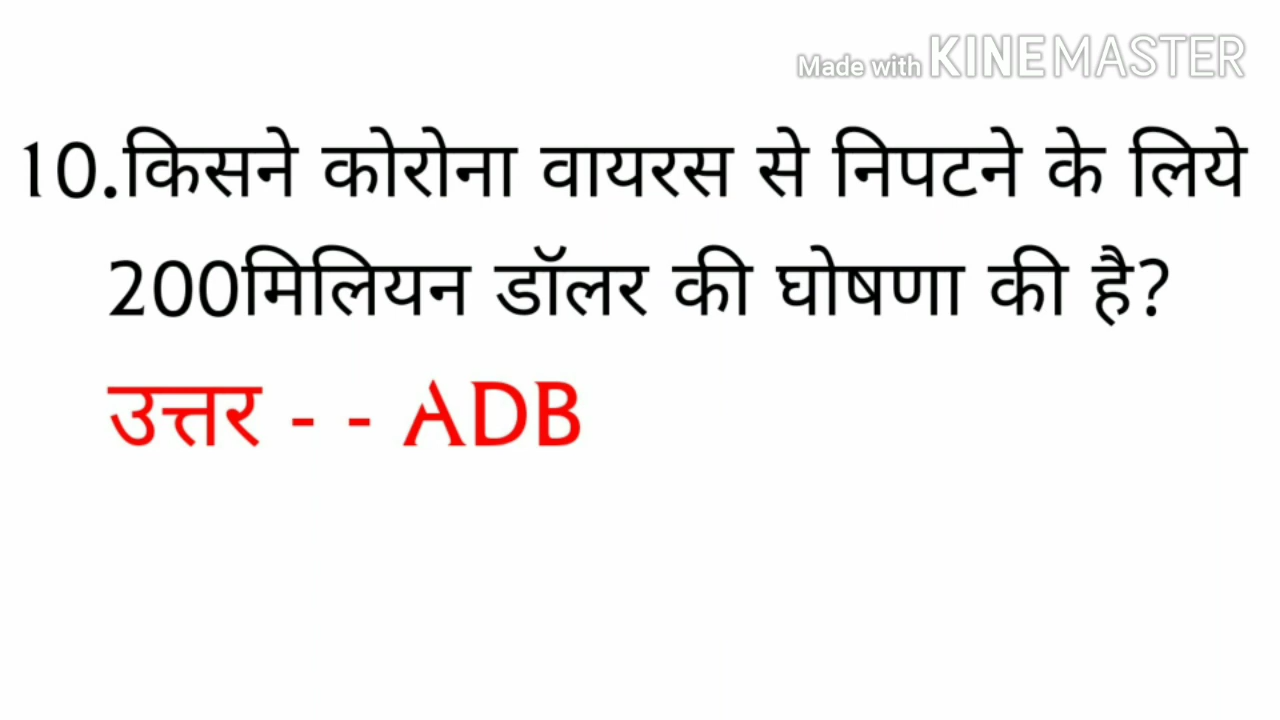 Made with KINEMASTER
10.किसने कोरोना वायरस से निपटने के लिये
200मिलियन डॉलर की घोषणा की है?
उत्तर - - ADB